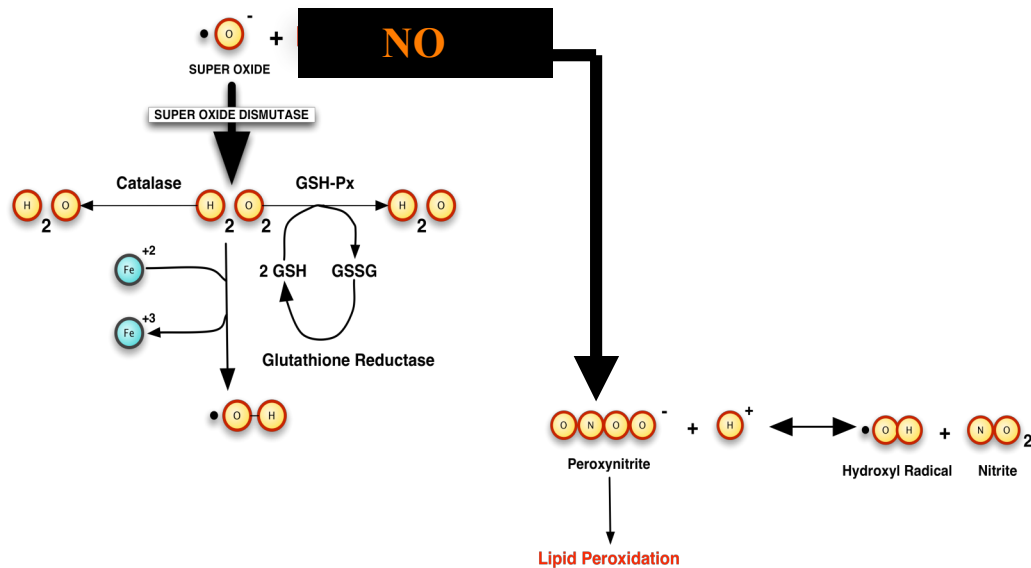 • O - + NO
SUPER OXIDE
SUPER OXIDE DISMUTASE
Catalase GSH-Px
H 2 O H 2 O 2 H 2 O
Fe +2
2 GSH GSSG
Fe +3
Glutathione Reductase
• O - H
O N O O - + H + • O H + N O 2
Peroxynitrite Hydroxyl Radical Nitrite
Lipid Peroxidation